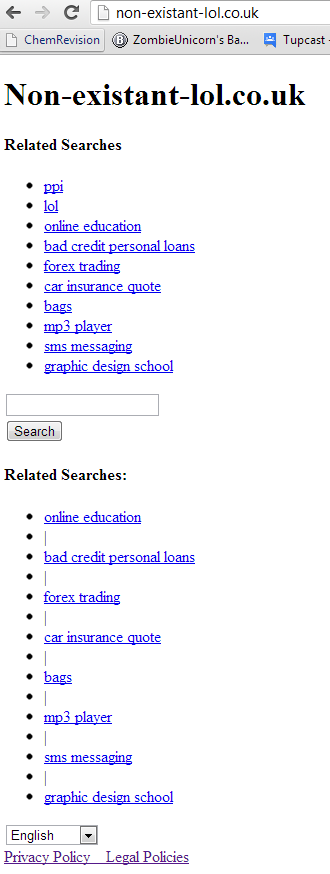 non-existant-lol.co.uk
ChemRevision ZombieUnicorn's Ba... Tupcast -
Non-existant-lol.co.uk
Related Searches
ppi
lol
online education
bad credit personal loans
forex trading
car insurance quote
bags
mp3 player
sms messaging
graphic design school
Search
Related Searches:
online education
|
bad credit personal loans
|
forex trading
|
car insurance quote
|
bags
|
mp3 player
|
sms messaging
|
graphic design school
English
Privacy Policy Legal Policies